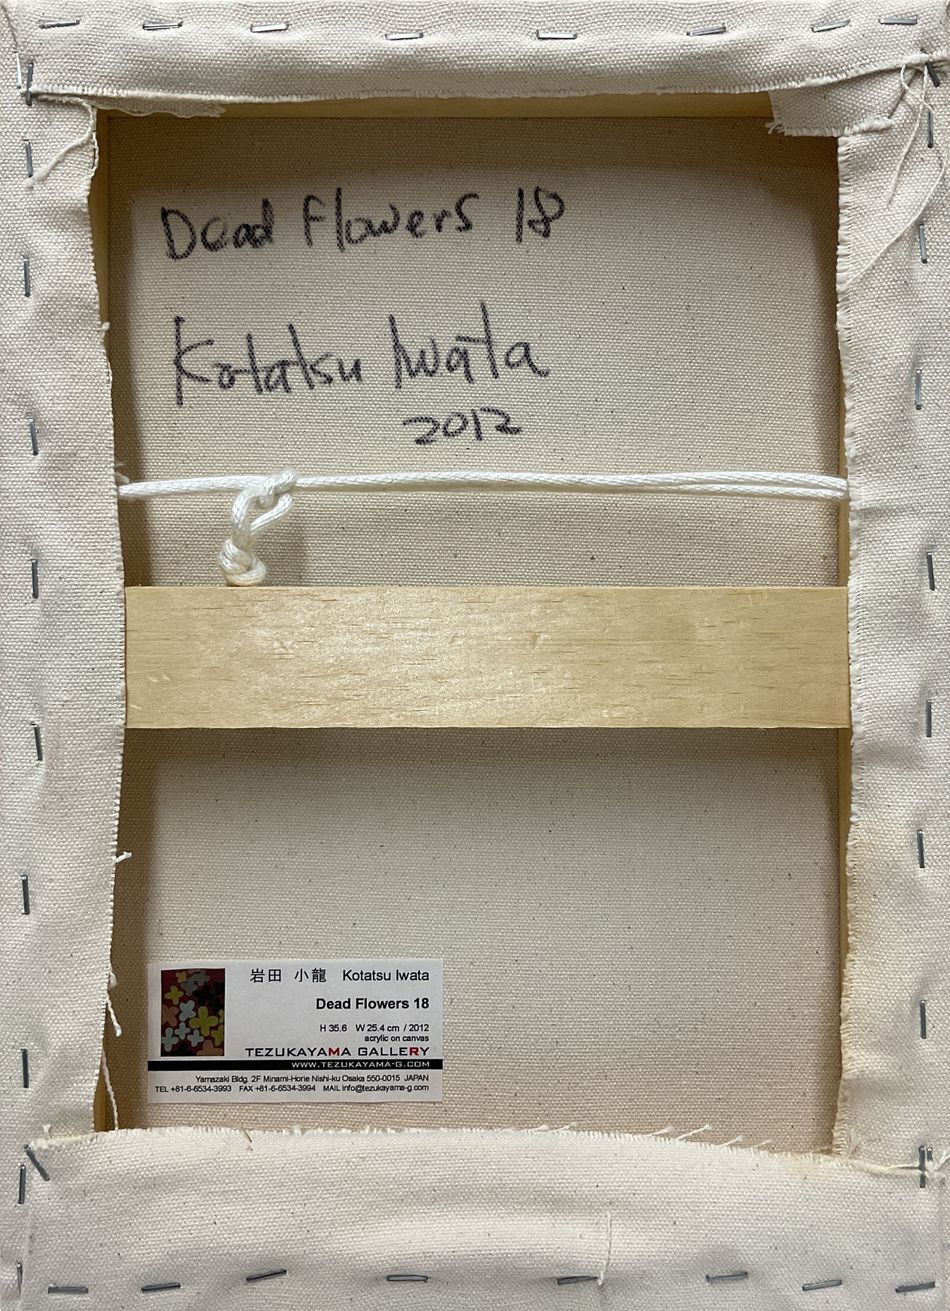 Dead Flowers 18
Kotatsu Iwata
2012
岩田 小龍 Kotatsu Iwata
Dead Flowers 18
H 35.6 W 25.4 cm / 2012
acrylic on canvas
TEZUKAYAMA GALLERY
WWW.TEZUKAYAMA-G.COM
Yamazaki Bldg. 2F Minami-Horie Nishi-ku Osaka 550-0015 JAPAN
TEL +81-6-6534-3993 FAX +81-6-6534-3994 MAIL info@tezukayama-g.com